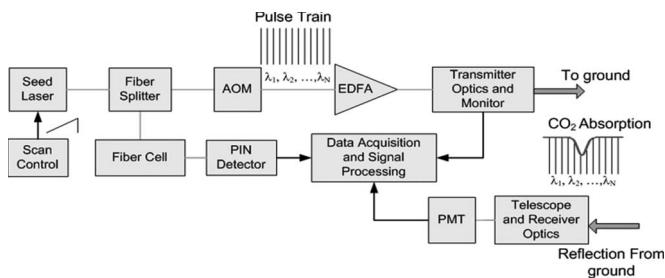 Pulse Train
λ1, λ2, ...,λN
Seed
Laser
Fiber
Splitter
AOM
EDFA
Transmitter
Optics and
Monitor
To ground
Scan
Control
Fiber Cell
PIN
Detector
Data Acquisition
and Signal
Processing
CO2 Absorption
λ1, λ2, ...,λN
PMT
Telescope
and Receiver
Optics
Reflection From
ground